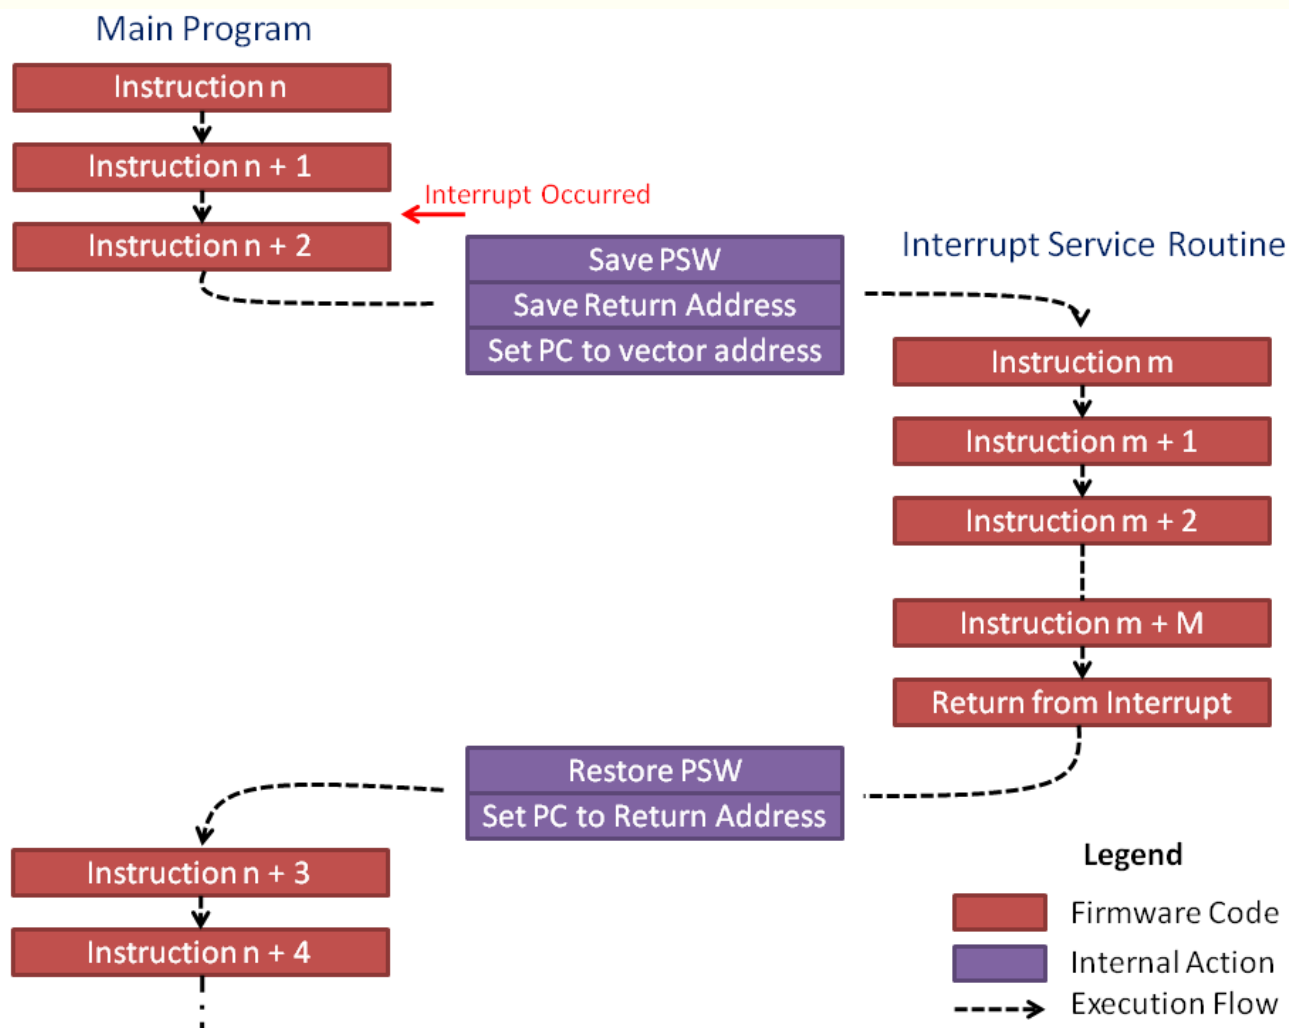 Main Program
Instruction n
Instruction n + 1
Interrupt Occurred
Instruction n + 2
Save PSW
Save Return Address
Set PC to vector address
Interrupt Service Routine
Instruction m
Instruction m + 1
Instruction m + 2
Instruction m + M
Return from Interrupt
Restore PSW
Set PC to Return Address
Instruction n + 3
Instruction n + 4
Legend
Firmware Code
Internal Action
Execution Flow